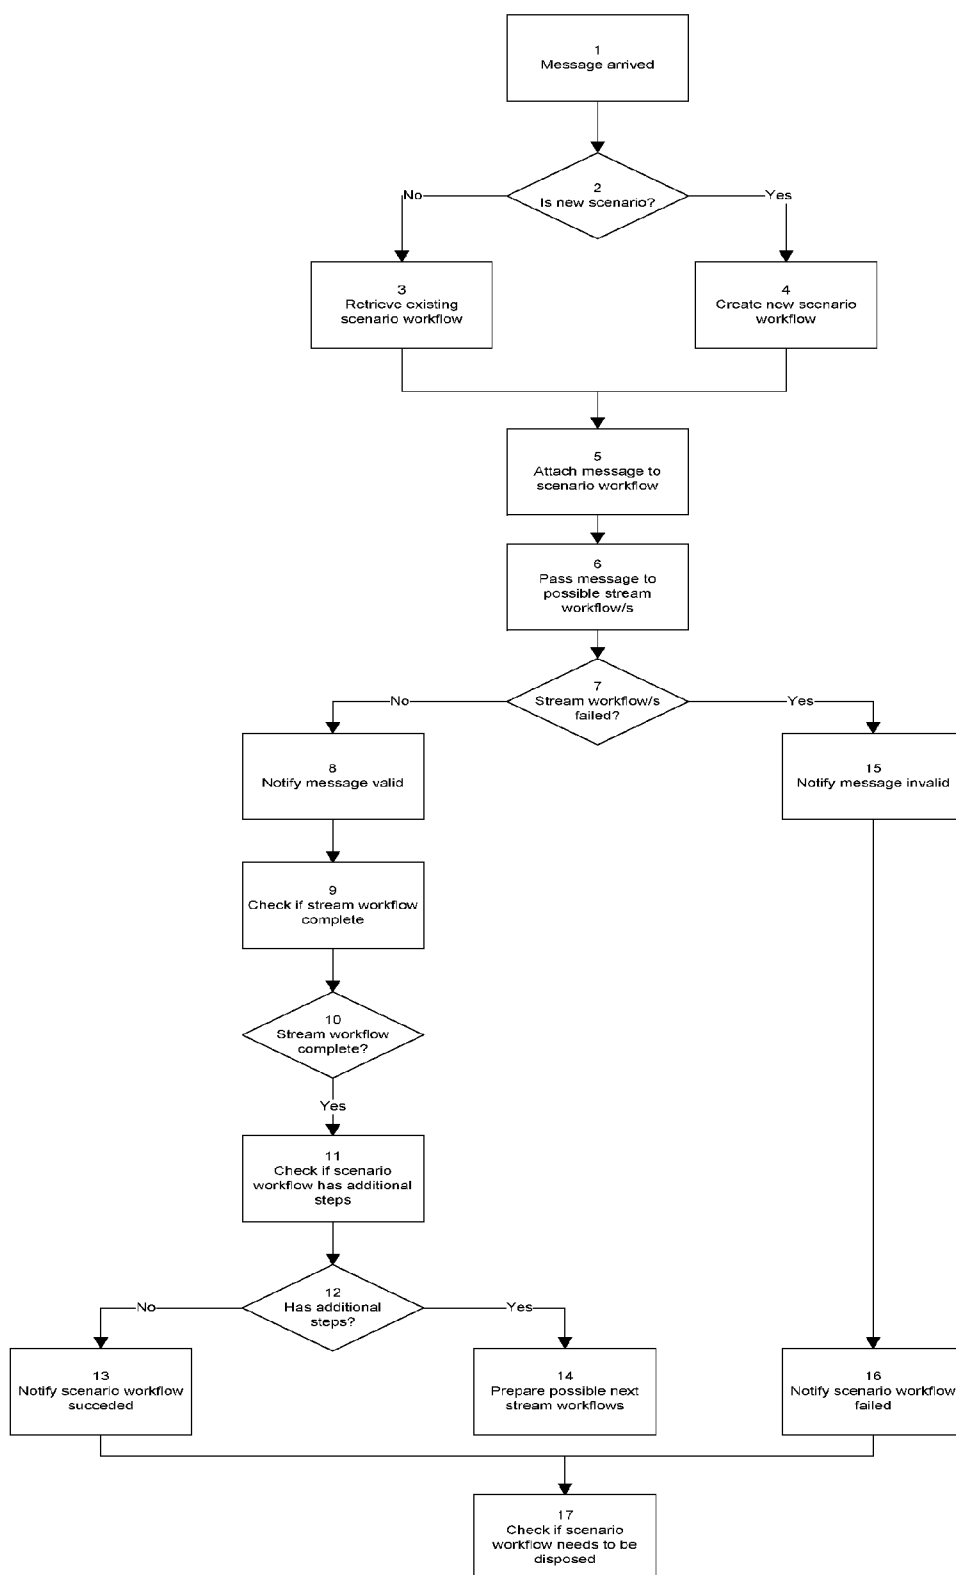 1
Message arrived
2
Is new scenario?
No
Yes
3
Retrieve existing
scenario workflow
4
Create new scenario
workflow
5
Attach message to
scenario workflow
6
Pass message to
possible stream
workflow/s
7
Stream workflow/s
failed?
No
Yes
8
Notify message valid
15
Notify message invalid
9
Check if stream workflow
complete
10
Stream workflow
complete?
Yes
11
Check if scenario
workflow has additional
steps
12
Has additional
steps?
No
Yes
13
Notify scenario workflow
succeded
14
Prepare possible next
stream workflows
16
Notify scenario workflow
failed
17
Check if scenario
workflow needs to be
disposed